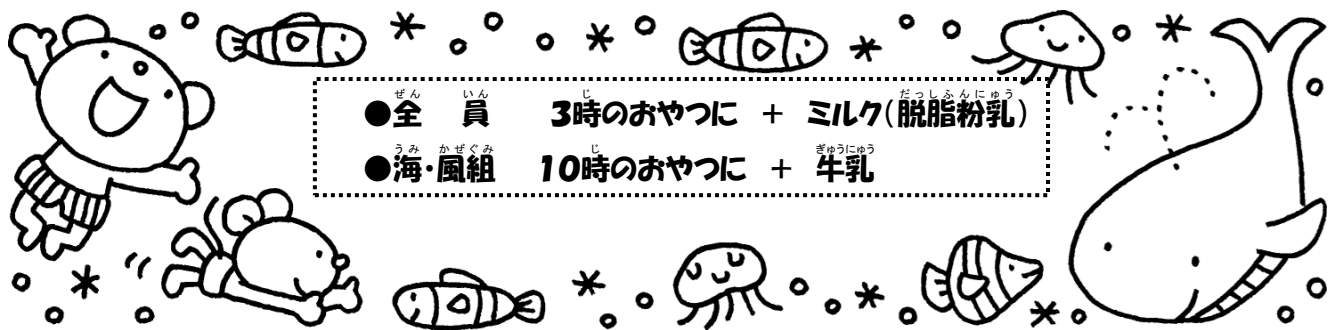 ●全員 3時のおやつに + ミルク(脱脂粉乳)
●海・風組 10時のおやつに + 牛乳